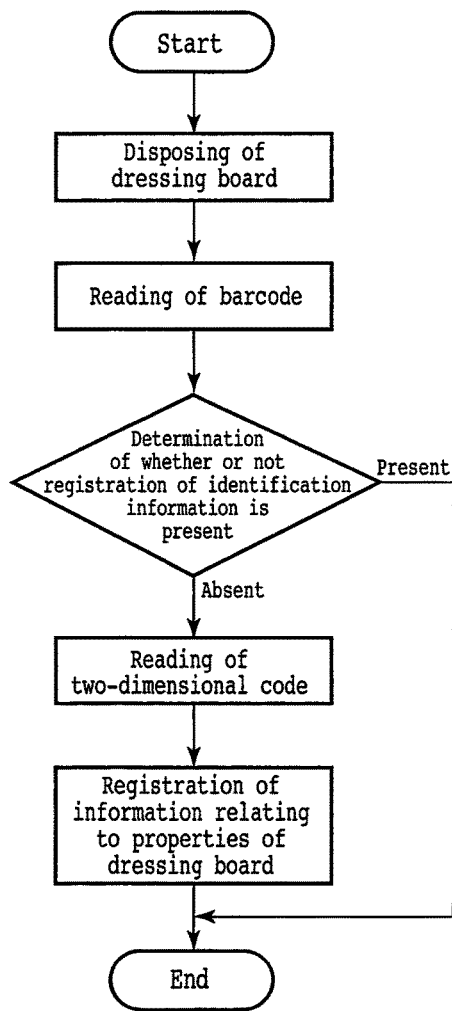 Start
Disposing of
dressing board
Reading of barcode
Determination
of whether or not
registration of identification
information is
present
Present
Absent
Reading of
two-dimensional code
Registration of
information relating
to properties of
dressing board
End